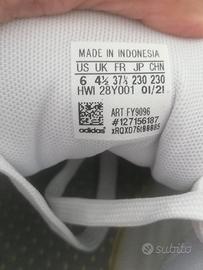 MADE IN INDONESIA
US UK FR JP CHN
6 4½ 37⅓ 230 230
HWI 28Y001 01/21
ART FY9096
#127156187
adidas
subito